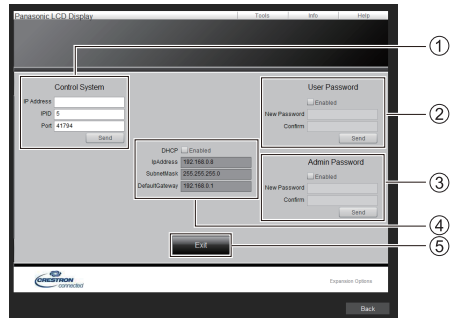 Panasonic LCD Display
Tools Info Help
1
Control System
IP Address
IPID 5
Port 41794
Send
User Password
Enabled
New Password
Confirm
Send
2
Admin Password
Enabled
New Password
Confirm
Send
3
DHCP Enabled
IpAddress 192.168.0.8
SubnetMask 255.255.255.0
DefaultGateway 192.168.0.1
4
Exit
5
CRESTRON
connected
Expansion Options
Back